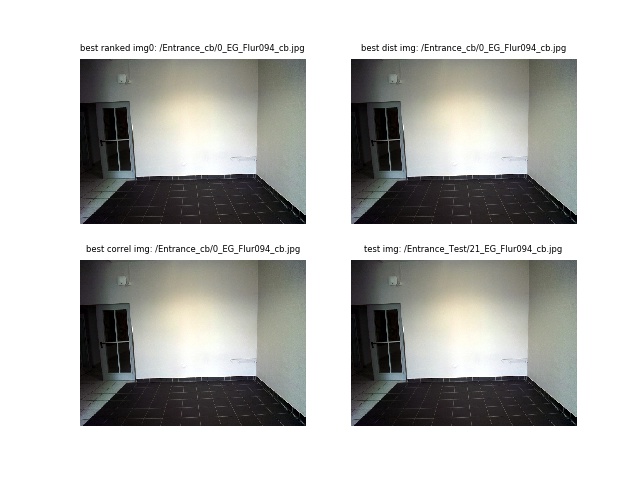 best ranked img0: /Entrance_cb/0_EG_Flur094_cb.jpg
best dist img: /Entrance_cb/0_EG_Flur094_cb.jpg
best correl img: /Entrance_cb/0_EG_Flur094_cb.jpg
test img: /Entrance_Test/21_EG_Flur094_cb.jpg